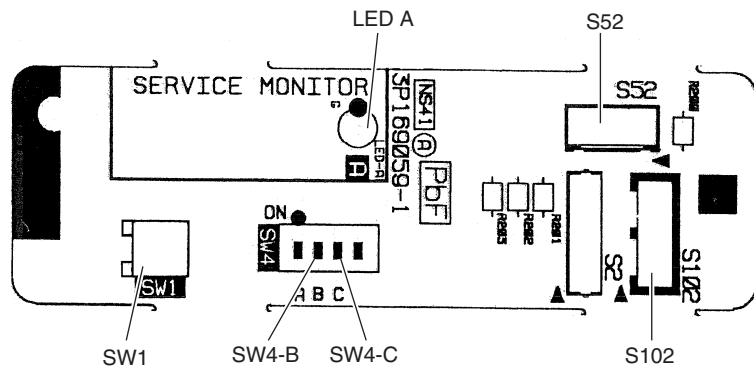 LED A
S52
SERVICE MONITOR
G
LED-A
A
3P169059-1
NS41
A
PbF
S52
R200
ON
SW4
A B C
SW1
R203
R202
R201
S2
S102
SW1
SW4-B
SW4-C
S102